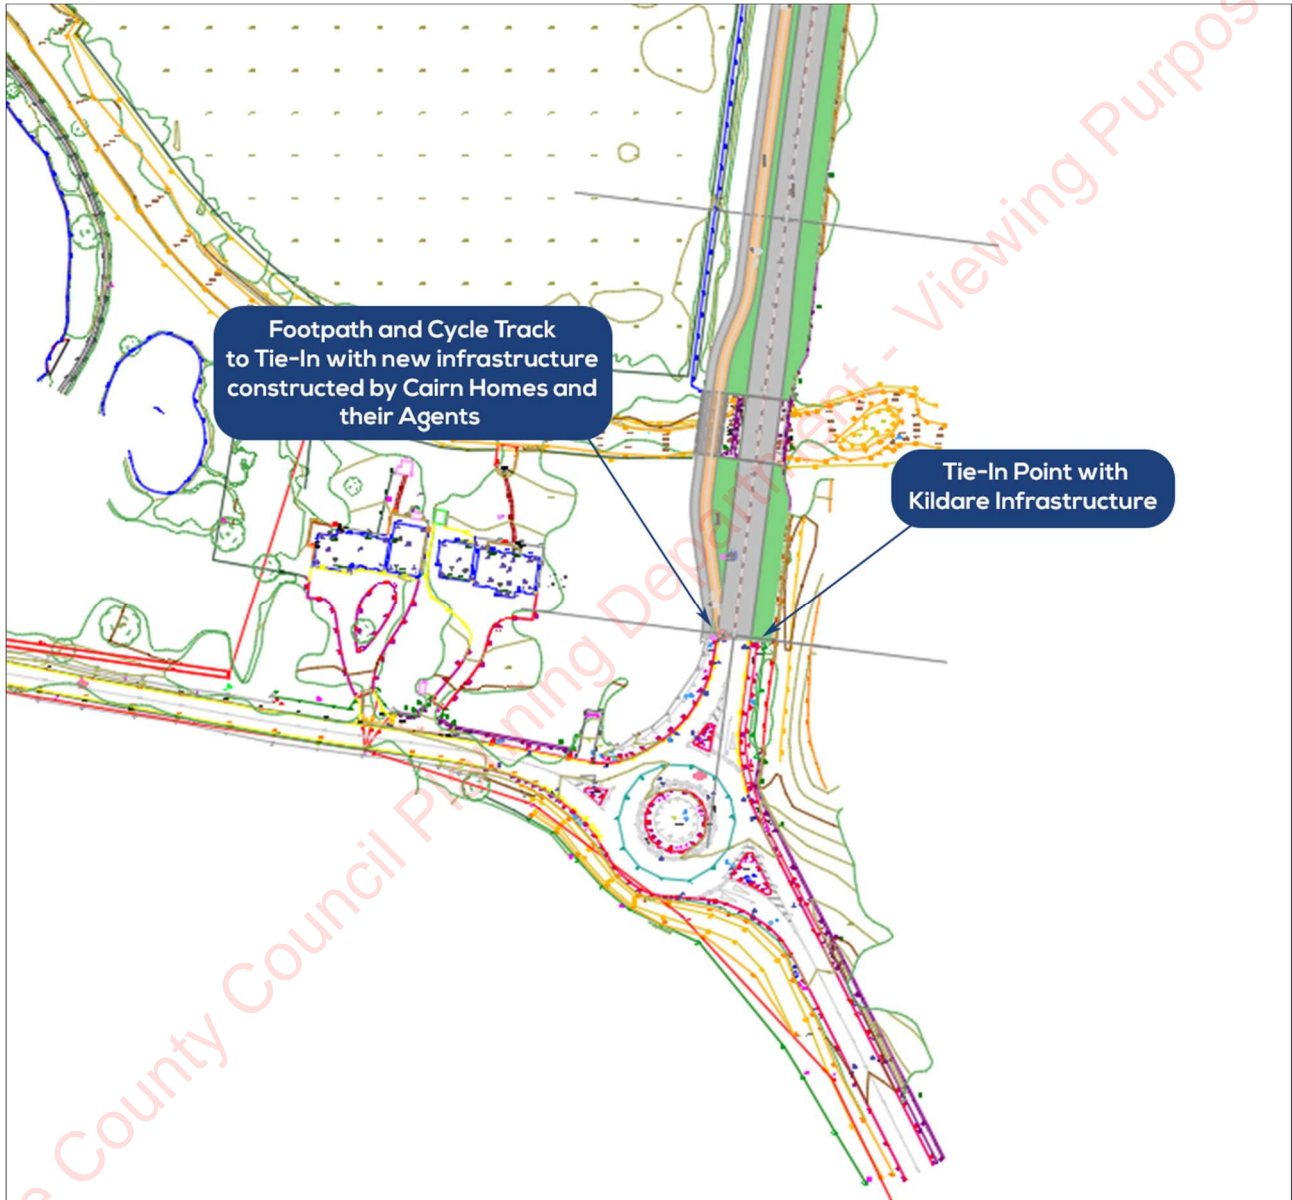 Footpath and Cycle Track
to Tie-In with new infrastructure
constructed by Cairn Homes and
their Agents
Tie-In Point with
Kildare Infrastructure
County Council Planning Department - Viewing Purpos